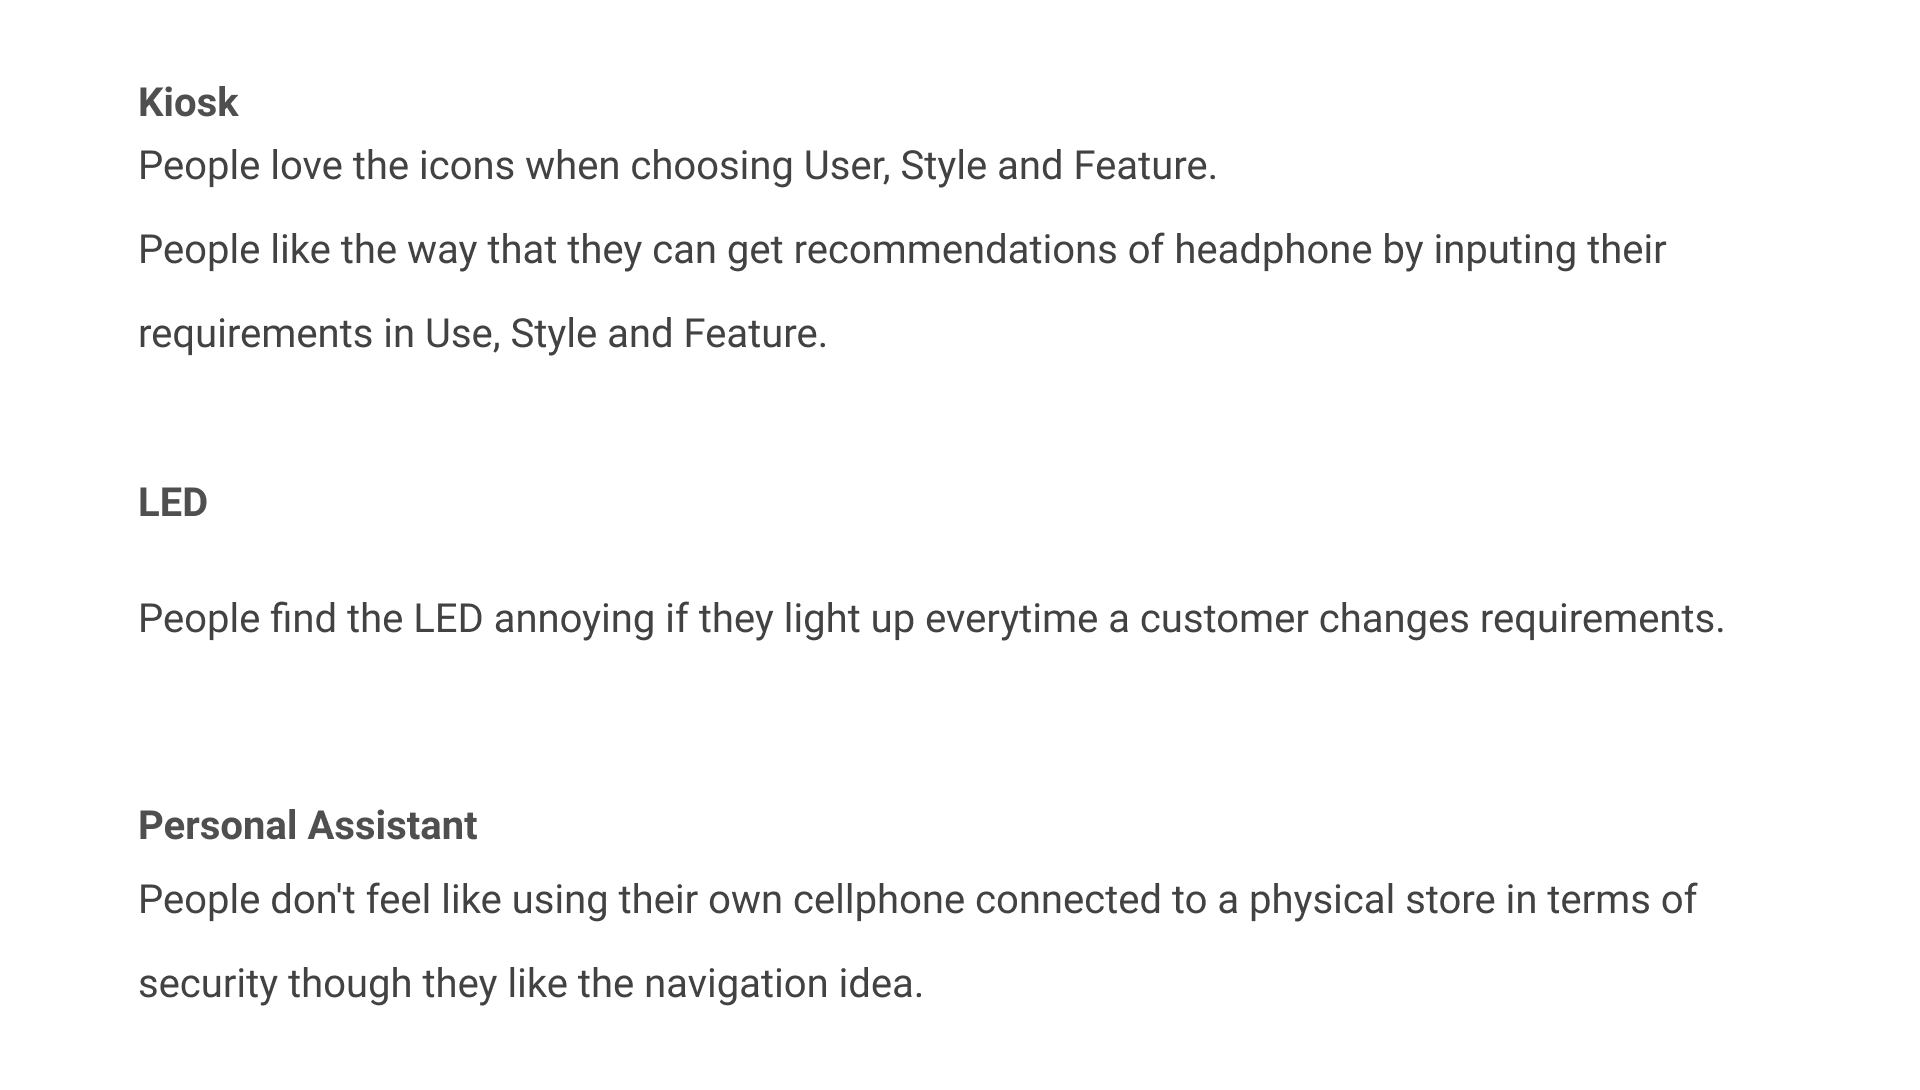 Kiosk
People love the icons when choosing User, Style and Feature.
People like the way that they can get recommendations of headphone by inputing their
requirements in Use, Style and Feature.
LED
People find the LED annoying if they light up everytime a customer changes requirements.
Personal Assistant
People don't feel like using their own cellphone connected to a physical store in terms of
security though they like the navigation idea.